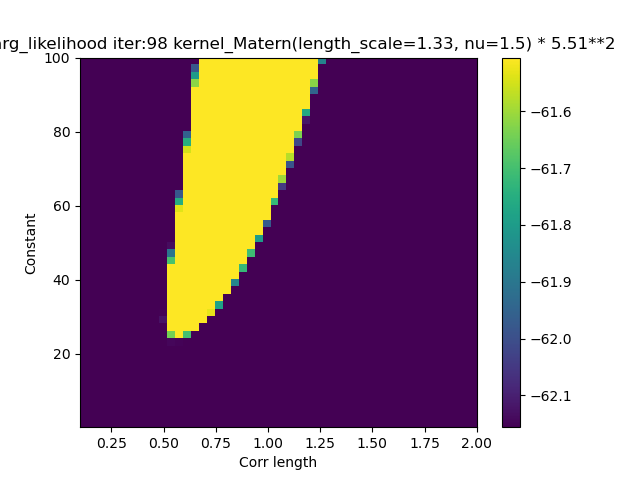 arg_likelihood iter:98 kernel_Matern(length_scale=1.33, nu=1.5) * 5.51**2
100
80
60
40
20
Constant
0.25 0.50 0.75 1.00 1.25 1.50 1.75 2.00
Corr length
−61.6
−61.7
−61.8
−61.9
−62.0
−62.1